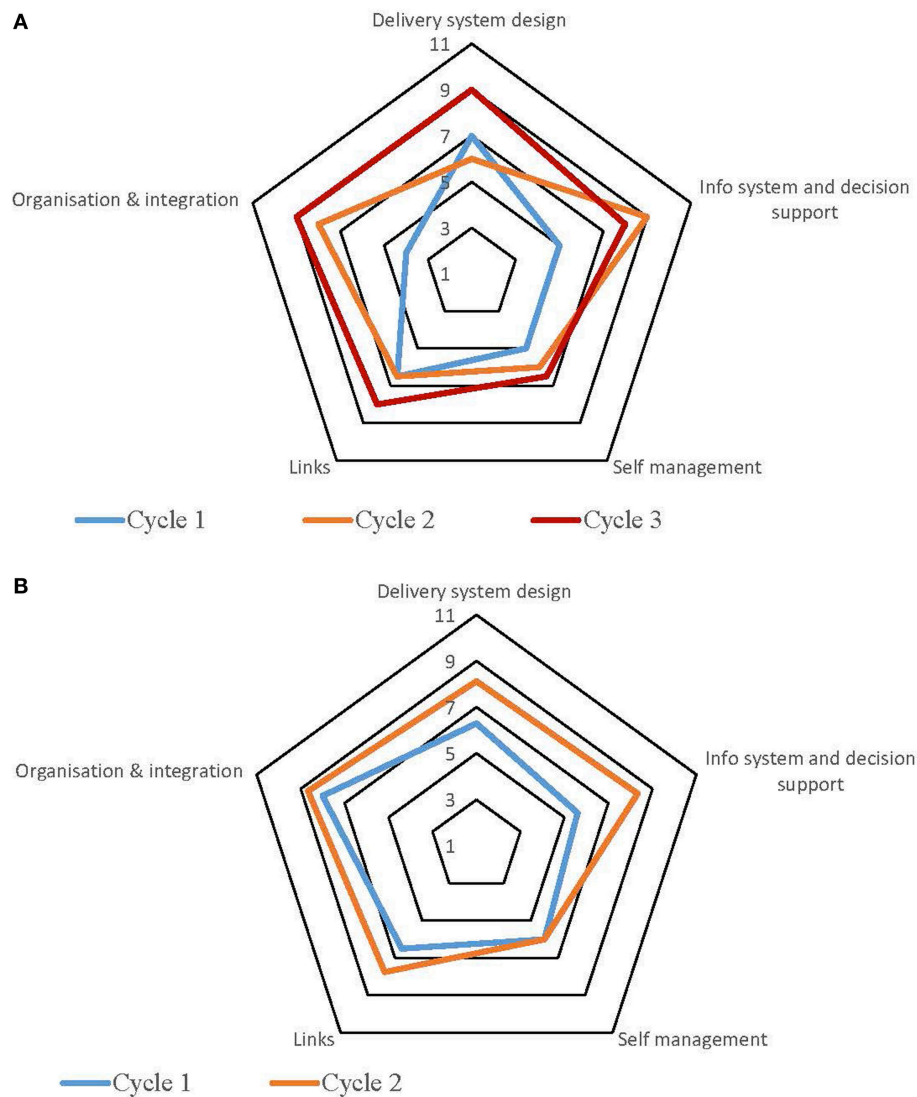 A
Delivery system design
11
9
7
5
3
1
Organisation & integration
Info system and decision
support
Links
Self management
Cycle 1
Cycle 2
Cycle 3
B
Delivery system design
11
9
7
5
3
1
Organisation & integration
Info system and decision
support
Links
Self management
Cycle 1
Cycle 2